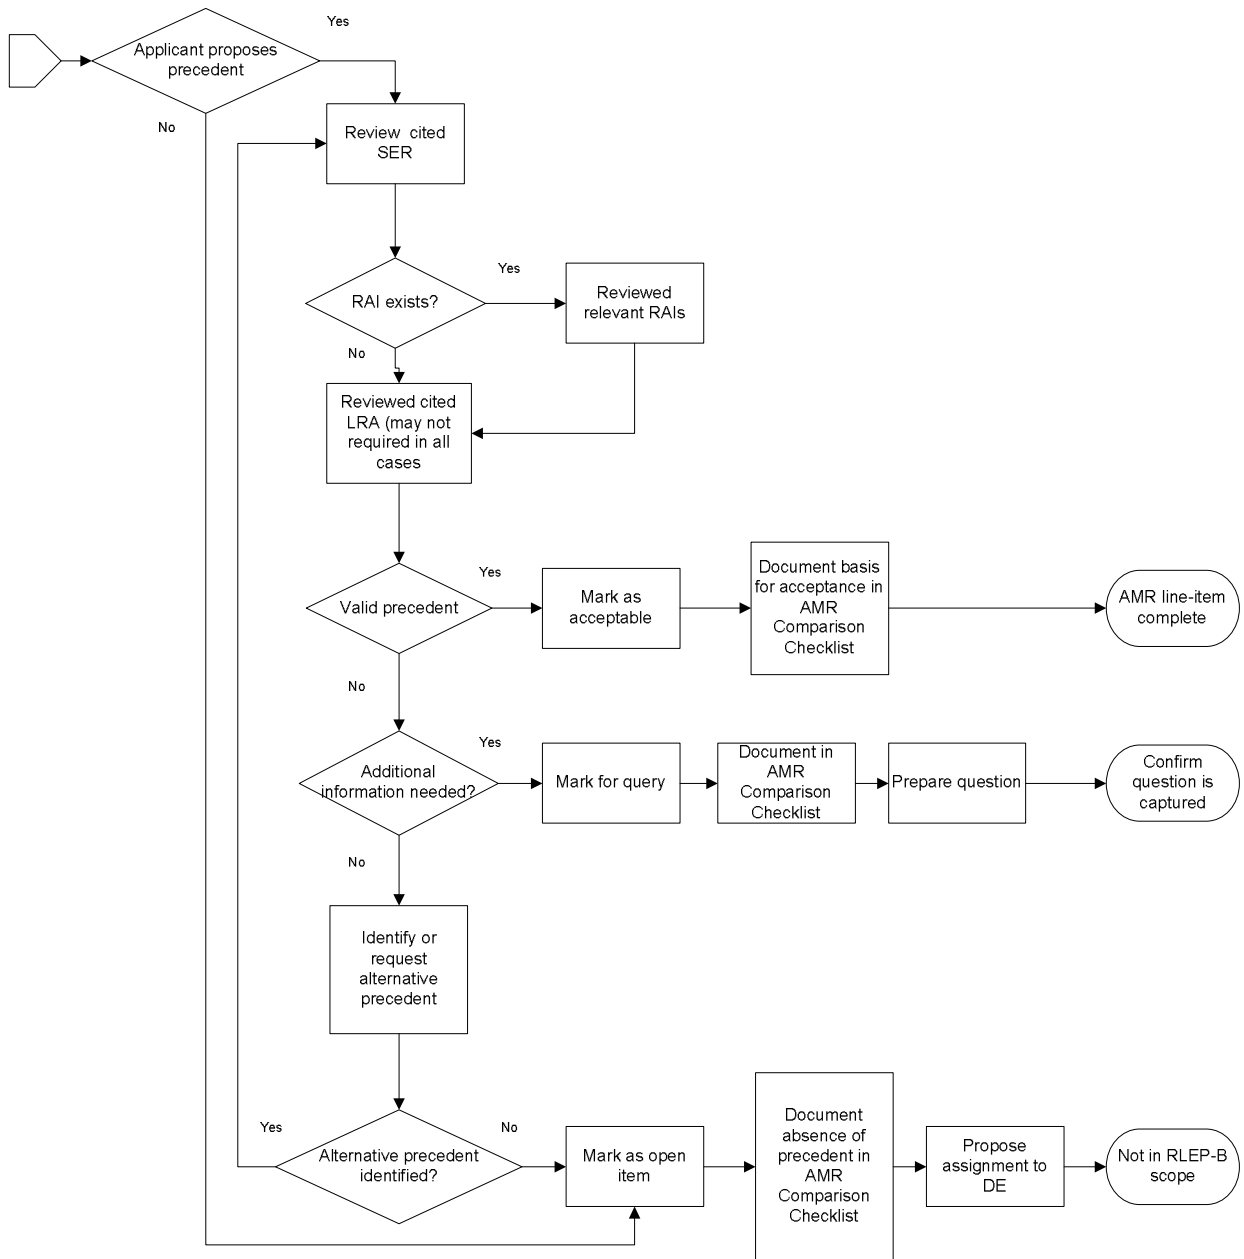 Yes
Applicant proposes
precedent
No
Review cited
SER
Yes
RAI exists?
Reviewed
relevant RAIs
No
Reviewed cited
LRA (may not
required in all
cases
Yes
Valid precedent
Mark as
acceptable
Document basis
for acceptance in
AMR
Comparison
Checklist
AMR line-item
complete
No
Yes
Additional
information needed?
Mark for query
Document in
AMR
Comparison
Checklist
Prepare question
Confirm
question is
captured
No
Identify or
request
alternative
precedent
Yes
Alternative precedent
identified?
No
Mark as open
item
Document
absence of
precedent in
AMR
Comparison
Checklist
Propose
assignment to
DE
Not in RLEP-B
scope